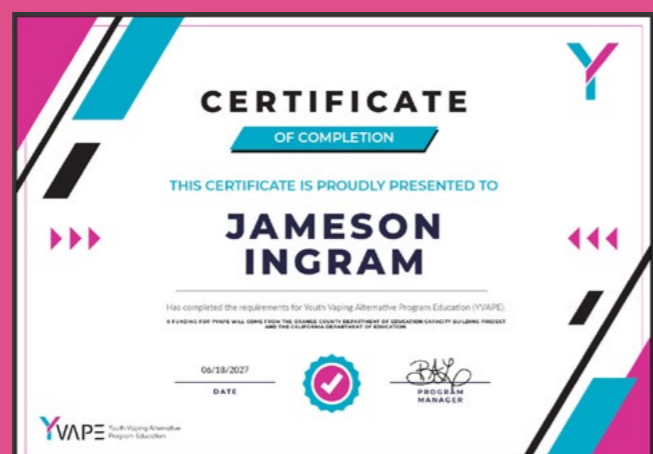 CERTIFICATE
OF COMPLETION
THIS CERTIFICATE IS PROUDLY PRESENTED TO
JAMESON
INGRAM
Has completed the requirements for Youth Vaping Alternative Program Education (YVAPE).
FUNDING FOR YVAPE WILL COME FROM THE ORANGE COUNTY DEPARTMENT OF EDUCATION CAPACITY BUILDING PROJECT
AND THE CALIFORNIA DEPARTMENT OF EDUCATION.
06/18/2027
DATE
PROGRAM
MANAGER
YVAPE Youth Vaping Alternative
Program Education